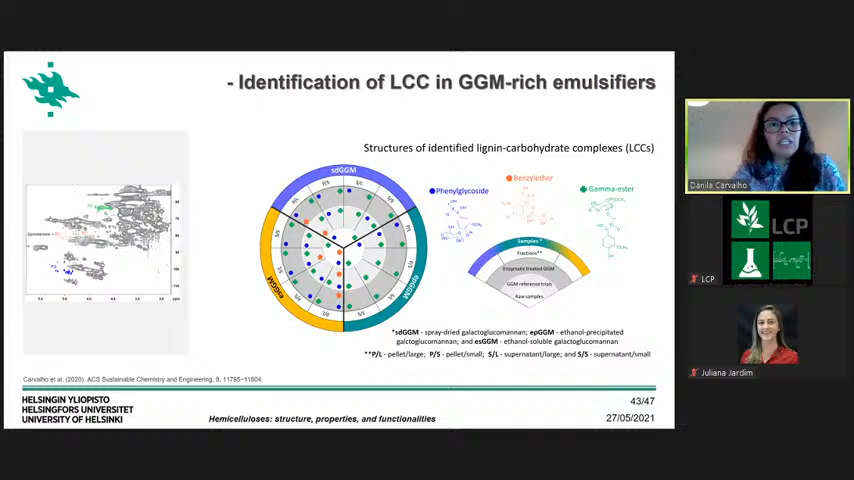 - Identification of LCC in GGM-rich emulsifiers
Structures of identified lignin-carbohydrate complexes (LCCs)
sdGGM
epGGM
esGGM
P/L
S/L
P/S
S/S
Phenylglycoside
Benzylether
Gamma-ester
Samples *
Fractions**
Enzymatic treated GGM
GGM reference trials
Raw samples
*sdGGM - spray-dried galactoglucomannan; epGGM - ethanol-precipitated
galctoglucomannan; and esGGM - ethanol-soluble galactoglucomannan
**P/L - pellet/large; P/S - pellet/small; S/L - supernatant/large; and S/S - supernatant/small
Carvalho et al. (2020). ACS Sustainable Chemistry and Engineering, 8, 11795−11804.
HELSINGIN YLIOPISTO
HELSINGFORS UNIVERSITET
UNIVERSITY OF HELSINKI
Hemicelluloses: structure, properties, and functionalities
43/47
27/05/2021
Danila Carvalho
LCP
LCP
Juliana Jardim